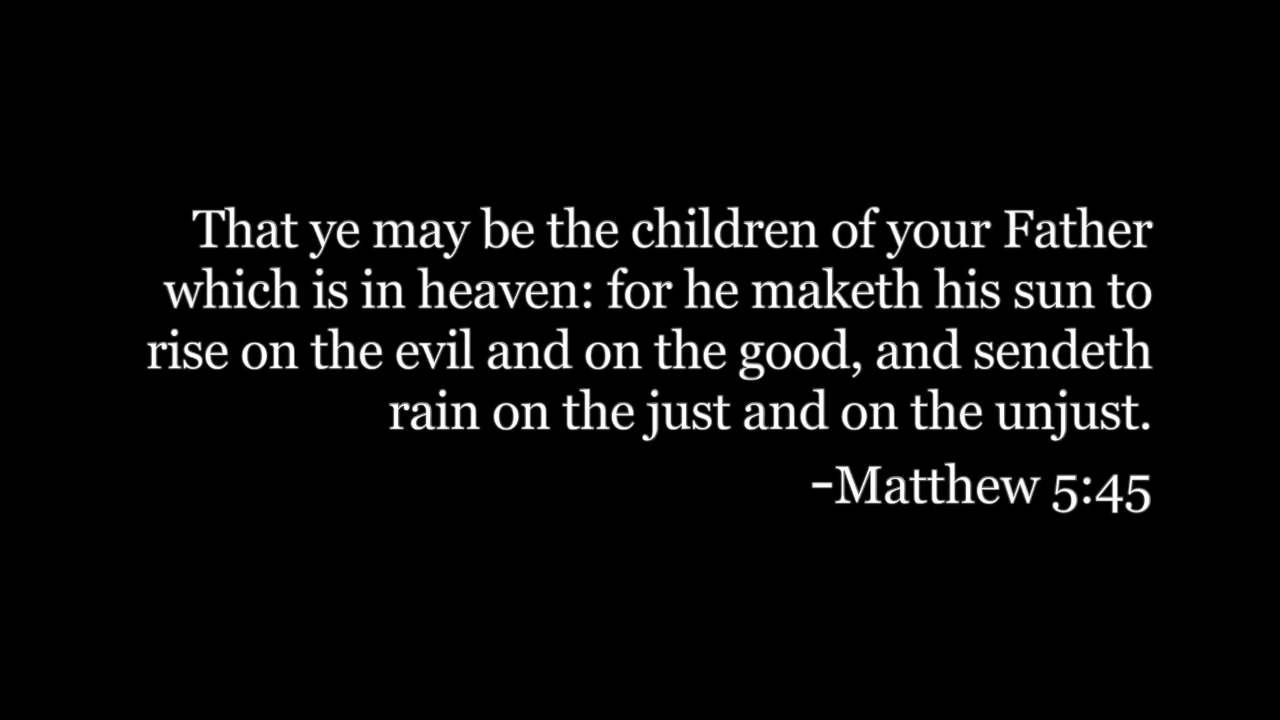 That ye may be the children of your Father
which is in heaven: for he maketh his sun to
rise on the evil and on the good, and sendeth
rain on the just and on the unjust.
-Matthew 5:45